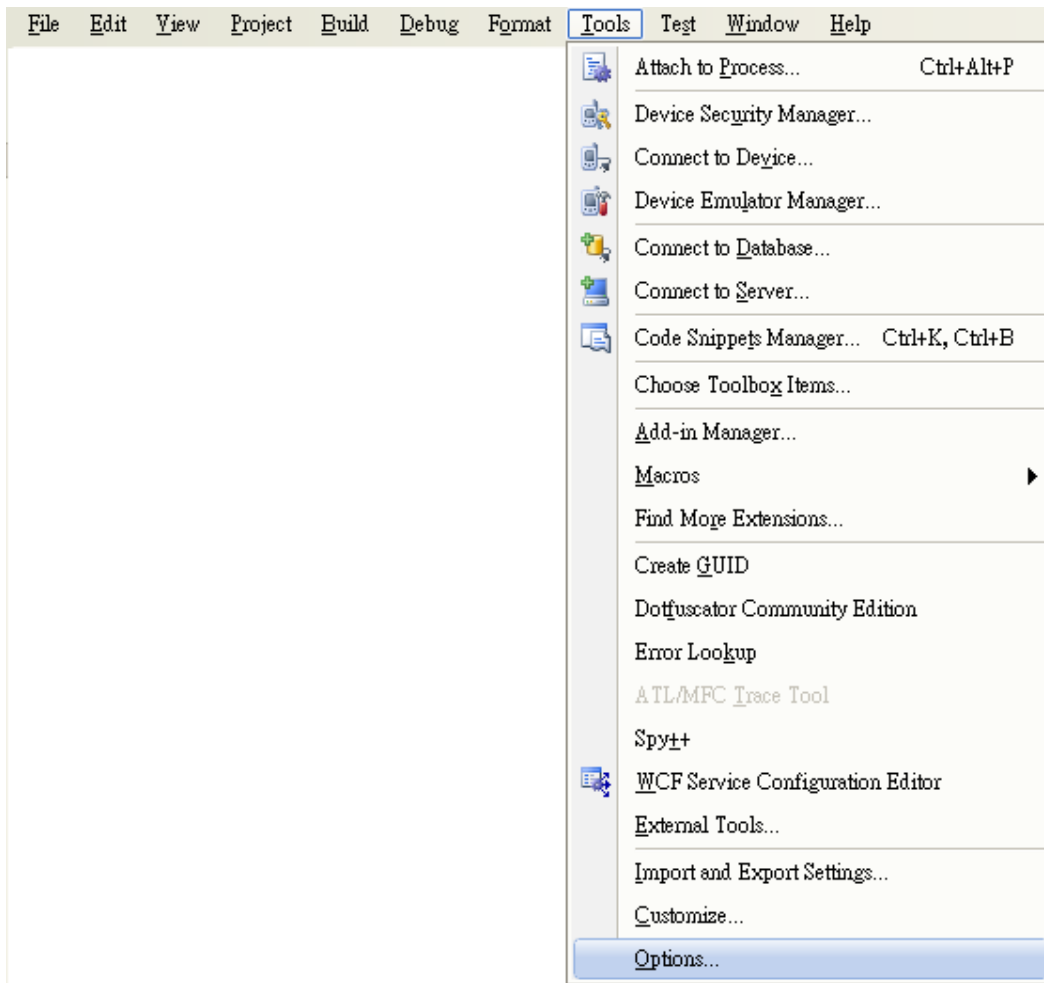 File Edit View Project Build Debug Format Tools Test Window Help
Attach to Process... Ctrl+Alt+P
Device Security Manager...
Connect to Device...
Device Emulator Manager...
Connect to Database...
Connect to Server...
Code Snippets Manager... Ctrl+K, Ctrl+B
Choose Toolbox Items...
Add-in Manager...
Macros
Find More Extensions...
Create GUID
Dotfuscator Community Edition
Error Lookup
ATL/MFC Trace Tool
Spy++
WCF Service Configuration Editor
External Tools...
Import and Export Settings...
Customize...
Options...